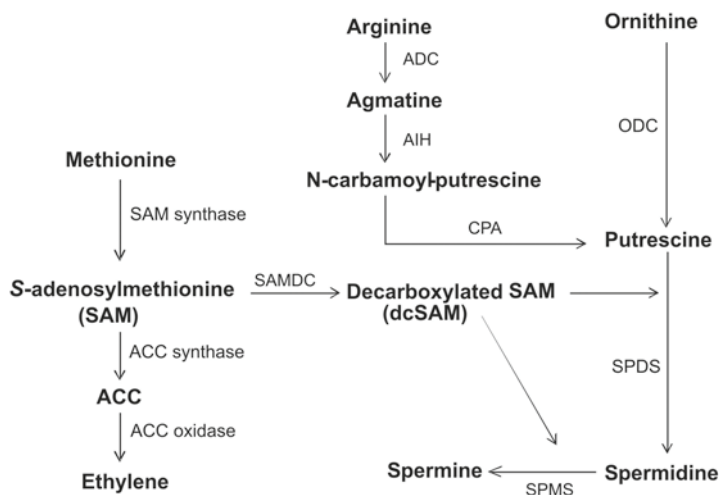 Arginine
Ornithine
ADC
Agmatine
ODC
AIH
Methionine
N-carbamoyl-putrescine
SAM synthase
CPA
Putrescine
S-adenosylmethionine
(SAM)
SAMDC
Decarboxylated SAM
(dcSAM)
ACC synthase
SPDS
ACC
ACC oxidase
Ethylene
Spermine
SPMS
Spermidine